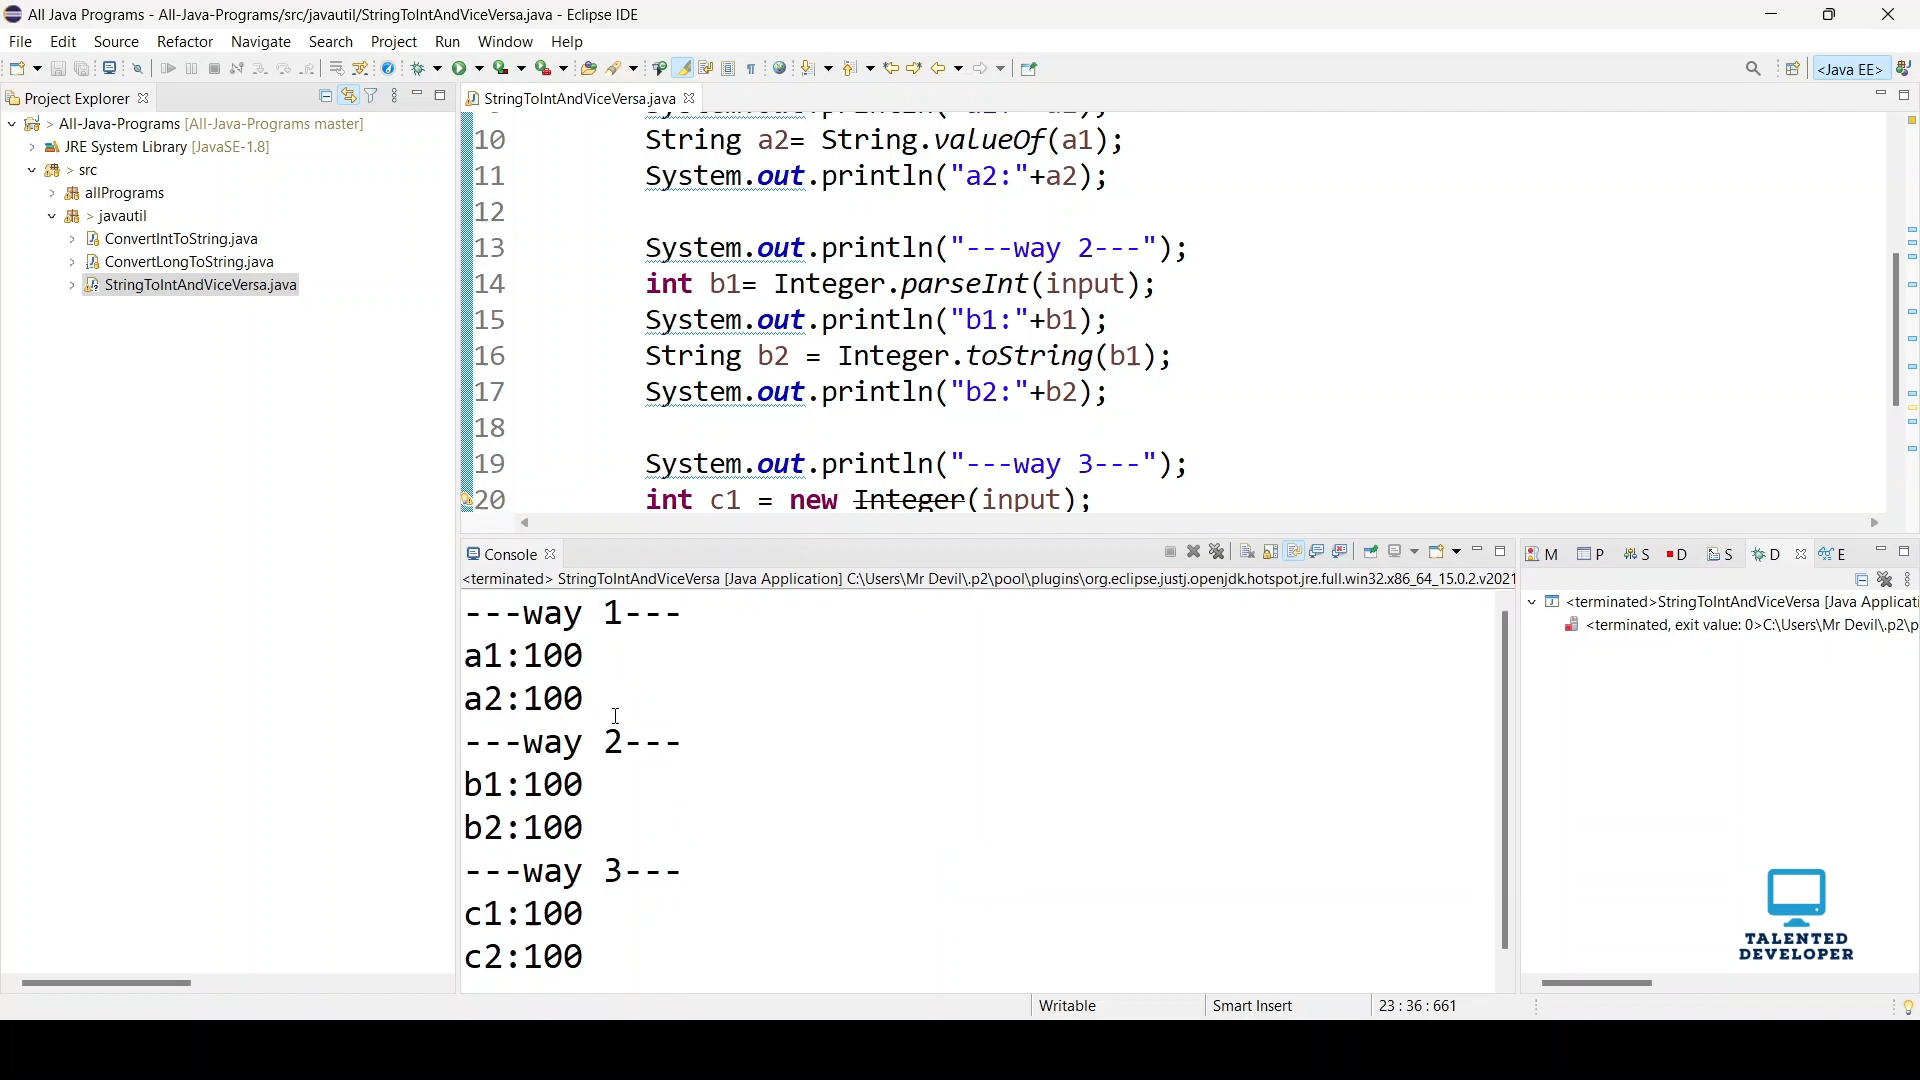 All Java Programs - All-Java-Programs/src/javautil/StringToIntAndViceVersa.java - Eclipse IDE
File Edit Source Refactor Navigate Search Project Run Window Help
<Java EE>
Project Explorer
> All-Java-Programs [All-Java-Programs master]
JRE System Library [JavaSE-1.8]
> src
allPrograms
> javautil
ConvertIntToString.java
ConvertLongToString.java
StringToIntAndViceVersa.java
StringToIntAndViceVersa.java
10 String a2= String.valueOf(a1);
11 System.out.println("a2:"+a2);
12
13 System.out.println("---way 2---");
14 int b1= Integer.parseInt(input);
15 System.out.println("b1:"+b1);
16 String b2 = Integer.toString(b1);
17 System.out.println("b2:"+b2);
18
19 System.out.println("---way 3---");
20 int c1 = new Integer(input);
Console
<terminated> StringToIntAndViceVersa [Java Application] C:\Users\Mr Devil\.p2\pool\plugins\org.eclipse.justj.openjdk.hotspot.jre.full.win32.x86_64_15.0.2.v2021
---way 1---
a1:100
a2:100
---way 2---
b1:100
b2:100
---way 3---
c1:100
c2:100
M P S D S D E
<terminated>StringToIntAndViceVersa [Java Applicati
<terminated, exit value: 0>C:\Users\Mr Devil\.p2\p
TALENTED
DEVELOPER
Writable Smart Insert 23 : 36 : 661